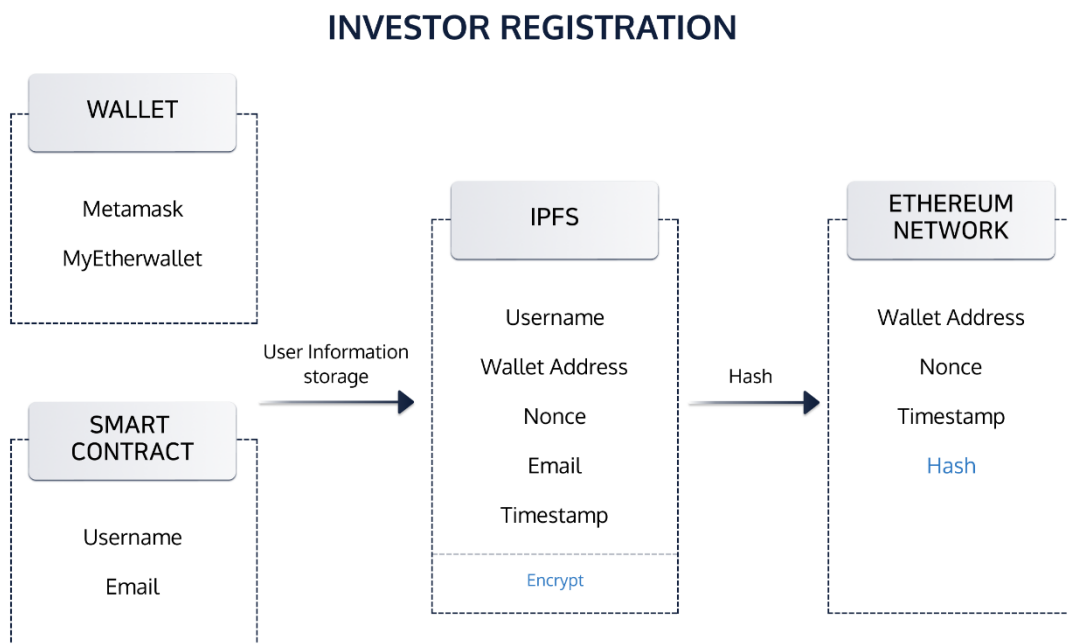 INVESTOR REGISTRATION
WALLET
Metamask
MyEtherwallet
SMART
CONTRACT
Username
Email
User Information
storage
IPFS
Username
Wallet Address
Nonce
Email
Timestamp
Encrypt
Hash
ETHEREUM
NETWORK
Wallet Address
Nonce
Timestamp
Hash